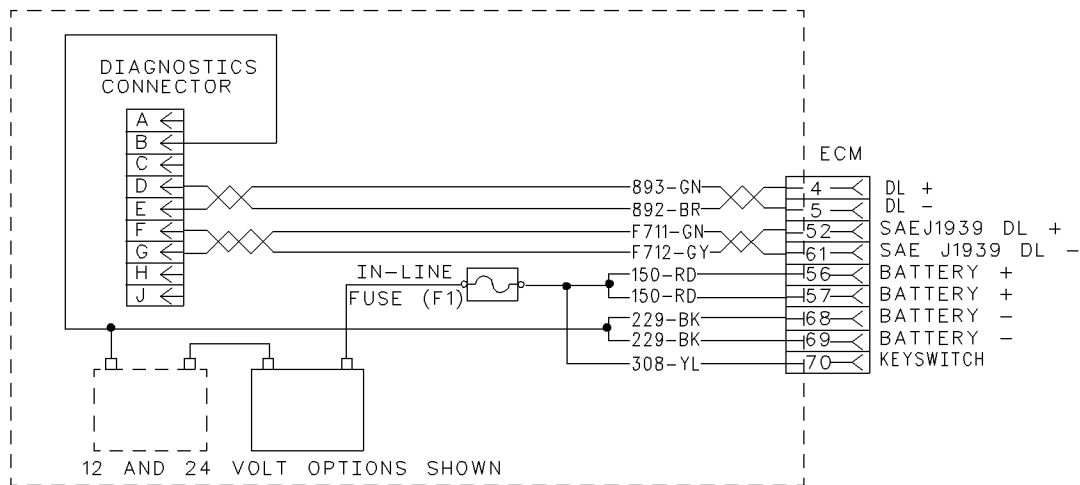 DIAGNOSTICS
CONNECTOR
A
B
C
D
E
F
G
H
J
ECM
893-GN 4 DL +
892-BR 5 DL -
F711-GN 52 SAEJ1939 DL +
F712-GY 61 SAE J1939 DL -
IN-LINE
FUSE (F1)
150-RD 56 BATTERY +
150-RD 57 BATTERY +
229-BK 68 BATTERY -
229-BK 69 BATTERY -
308-YL 70 KEYSWITCH
12 AND 24 VOLT OPTIONS SHOWN